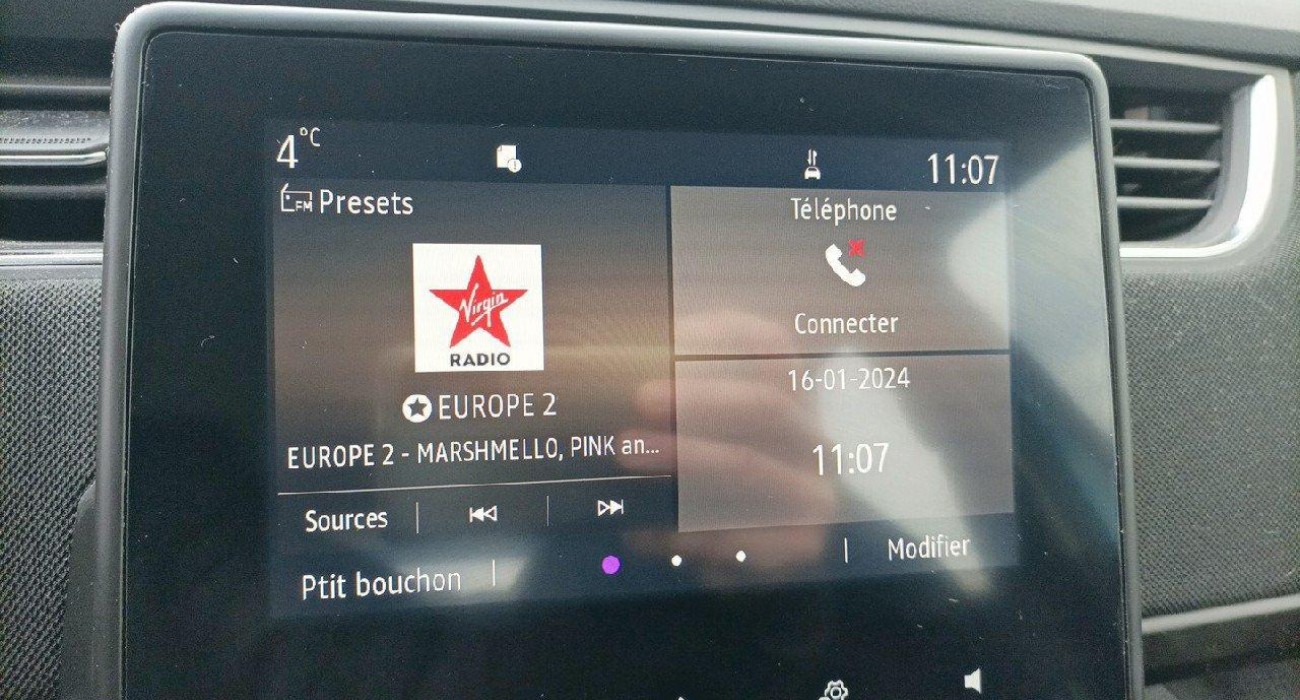 4°C
11:07
FM Presets
Virgin
RADIO
EUROPE 2
EUROPE 2 - MARSHMELLO, PINK an...
Sources
Ptit bouchon
Téléphone
Connecter
16-01-2024
11:07
Modifier